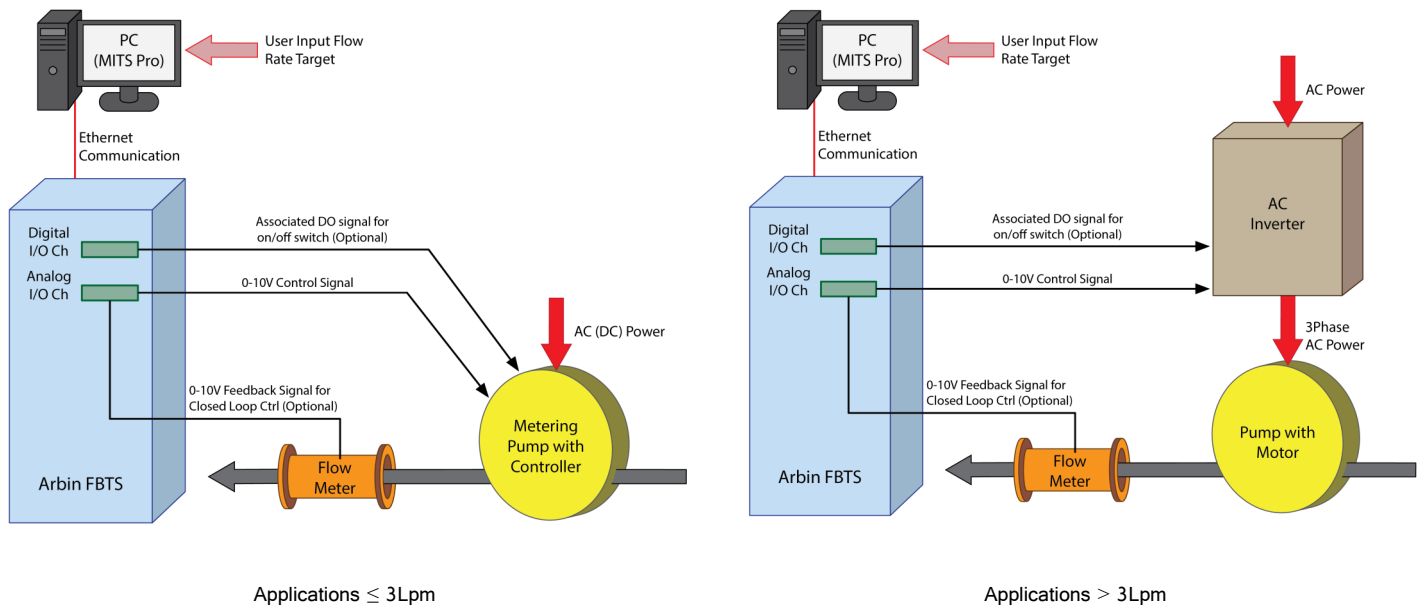 PC
(MITS Pro)
User Input Flow
Rate Target
Ethernet
Communication
Digital
I/O Ch
Associated DO signal for
on/off switch (Optional)
Analog
I/O Ch
0-10V Control Signal
AC (DC) Power
0-10V Feedback Signal for
Closed Loop Ctrl (Optional)
Metering
Pump with
Controller
Flow
Meter
Arbin FBTS
Applications ≤ 3Lpm
PC
(MITS Pro)
User Input Flow
Rate Target
AC Power
Ethernet
Communication
AC
Inverter
Digital
I/O Ch
Associated DO signal for
on/off switch (Optional)
Analog
I/O Ch
0-10V Control Signal
3Phase
AC Power
0-10V Feedback Signal for
Closed Loop Ctrl (Optional)
Pump with
Motor
Flow
Meter
Arbin FBTS
Applications > 3Lpm